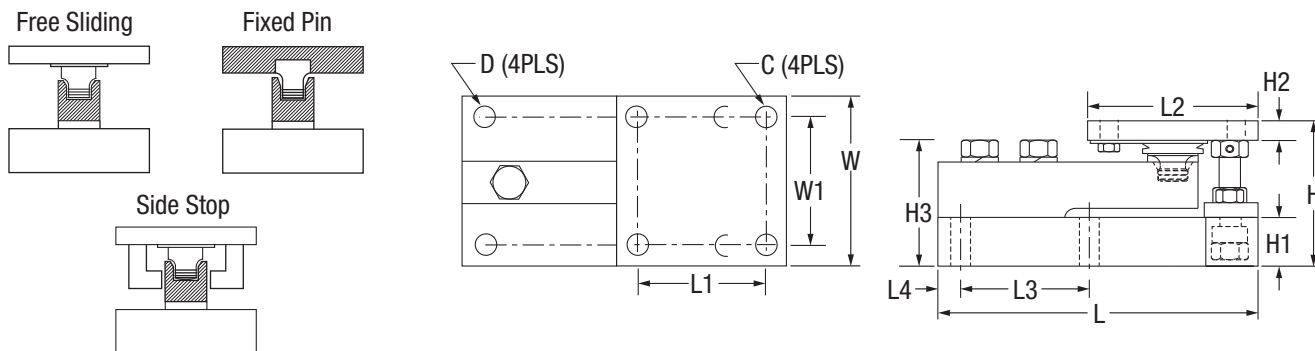 Free Sliding
Fixed Pin
Side Stop
D (4PLS)
C (4PLS)
W1
W
L1
H2
L2
H3
H
H1
L4
L3
L